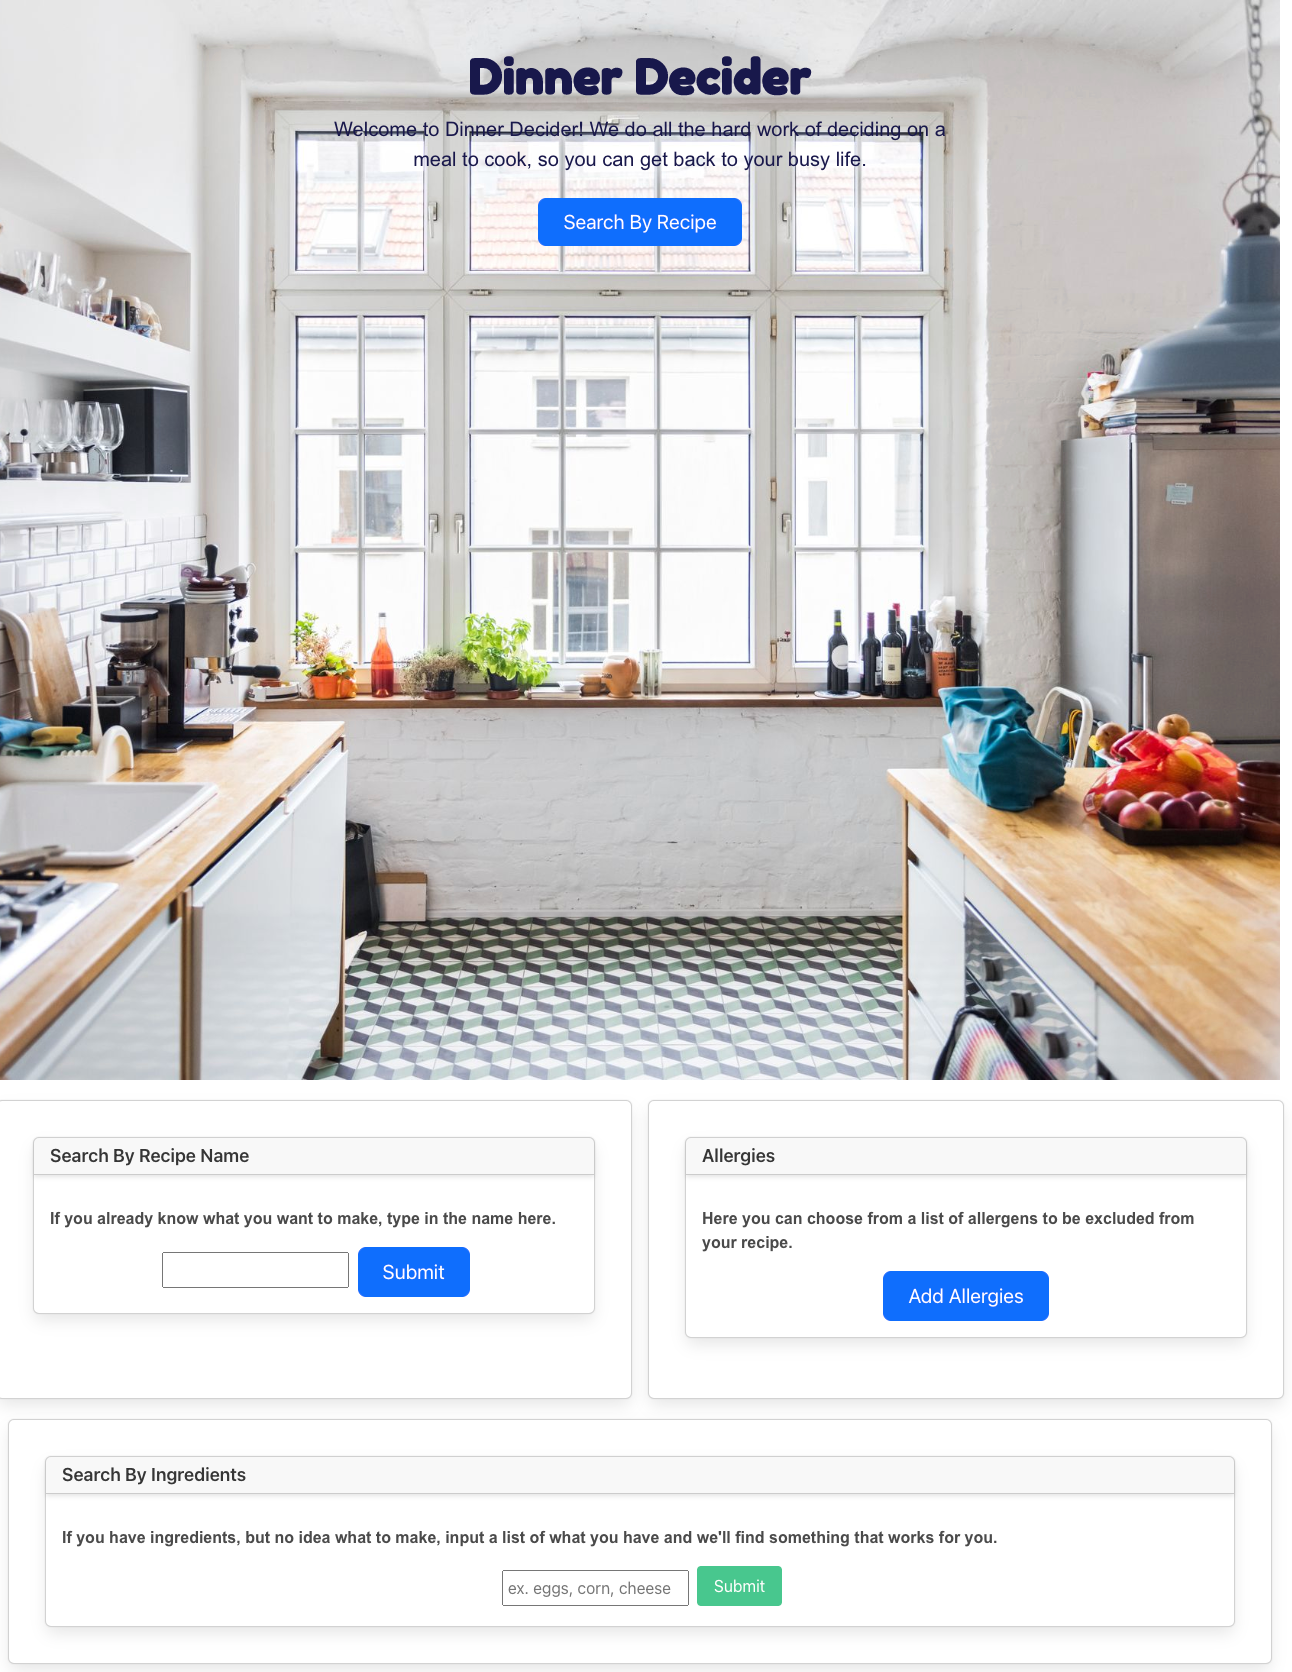 Dinner Decider
Welcome to Dinner Decider! We do all the hard work of deciding on a
meal to cook, so you can get back to your busy life.
Search By Recipe
Search By Recipe Name
If you already know what you want to make, type in the name here.
Submit
Allergies
Here you can choose from a list of allergens to be excluded from
your recipe.
Add Allergies
Search By Ingredients
If you have ingredients, but no idea what to make, input a list of what you have and we'll find something that works for you.
ex. eggs, corn, cheese
Submit